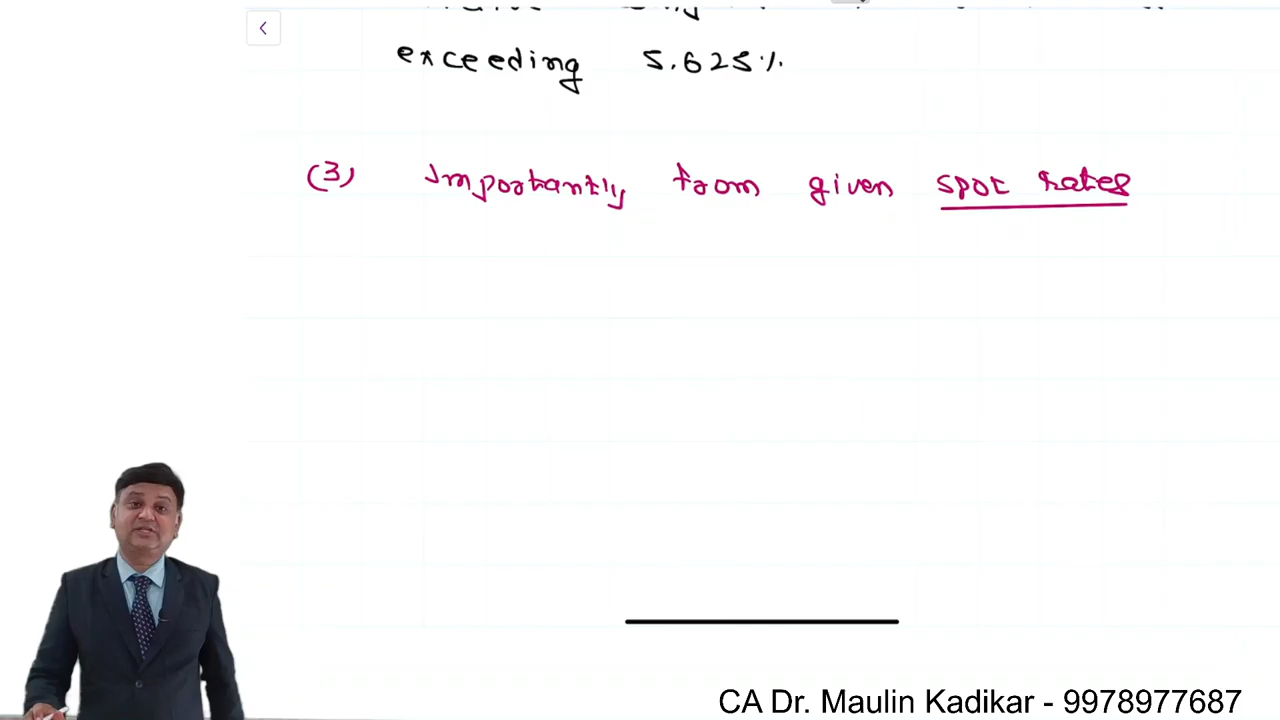 exceeding 5.625%
(3) Importantly from given spot rates
CA Dr. Maulin Kadikar - 9978977687